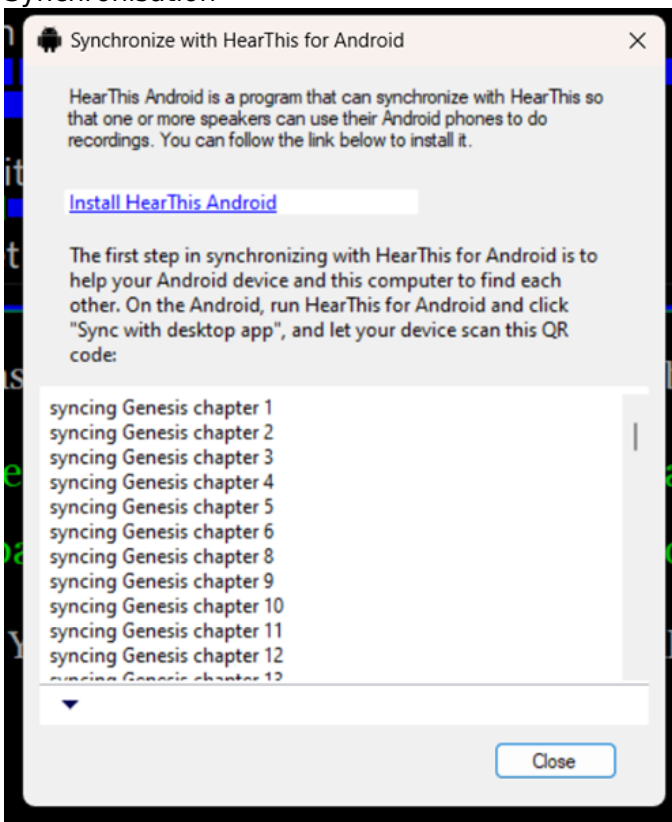 Synchronisation
Synchronize with HearThis for Android
HearThis Android is a program that can synchronize with HearThis so
that one or more speakers can use their Android phones to do
recordings. You can follow the link below to install it.
Install HearThis Android
The first step in synchronizing with HearThis for Android is to
help your Android device and this computer to find each
other. On the Android, run HearThis for Android and click
"Sync with desktop app", and let your device scan this QR
code:
syncing Genesis chapter 1
syncing Genesis chapter 2
syncing Genesis chapter 3
syncing Genesis chapter 4
syncing Genesis chapter 5
syncing Genesis chapter 6
syncing Genesis chapter 8
syncing Genesis chapter 9
syncing Genesis chapter 10
syncing Genesis chapter 11
syncing Genesis chapter 12
syncing Genesis chapter 13
Close